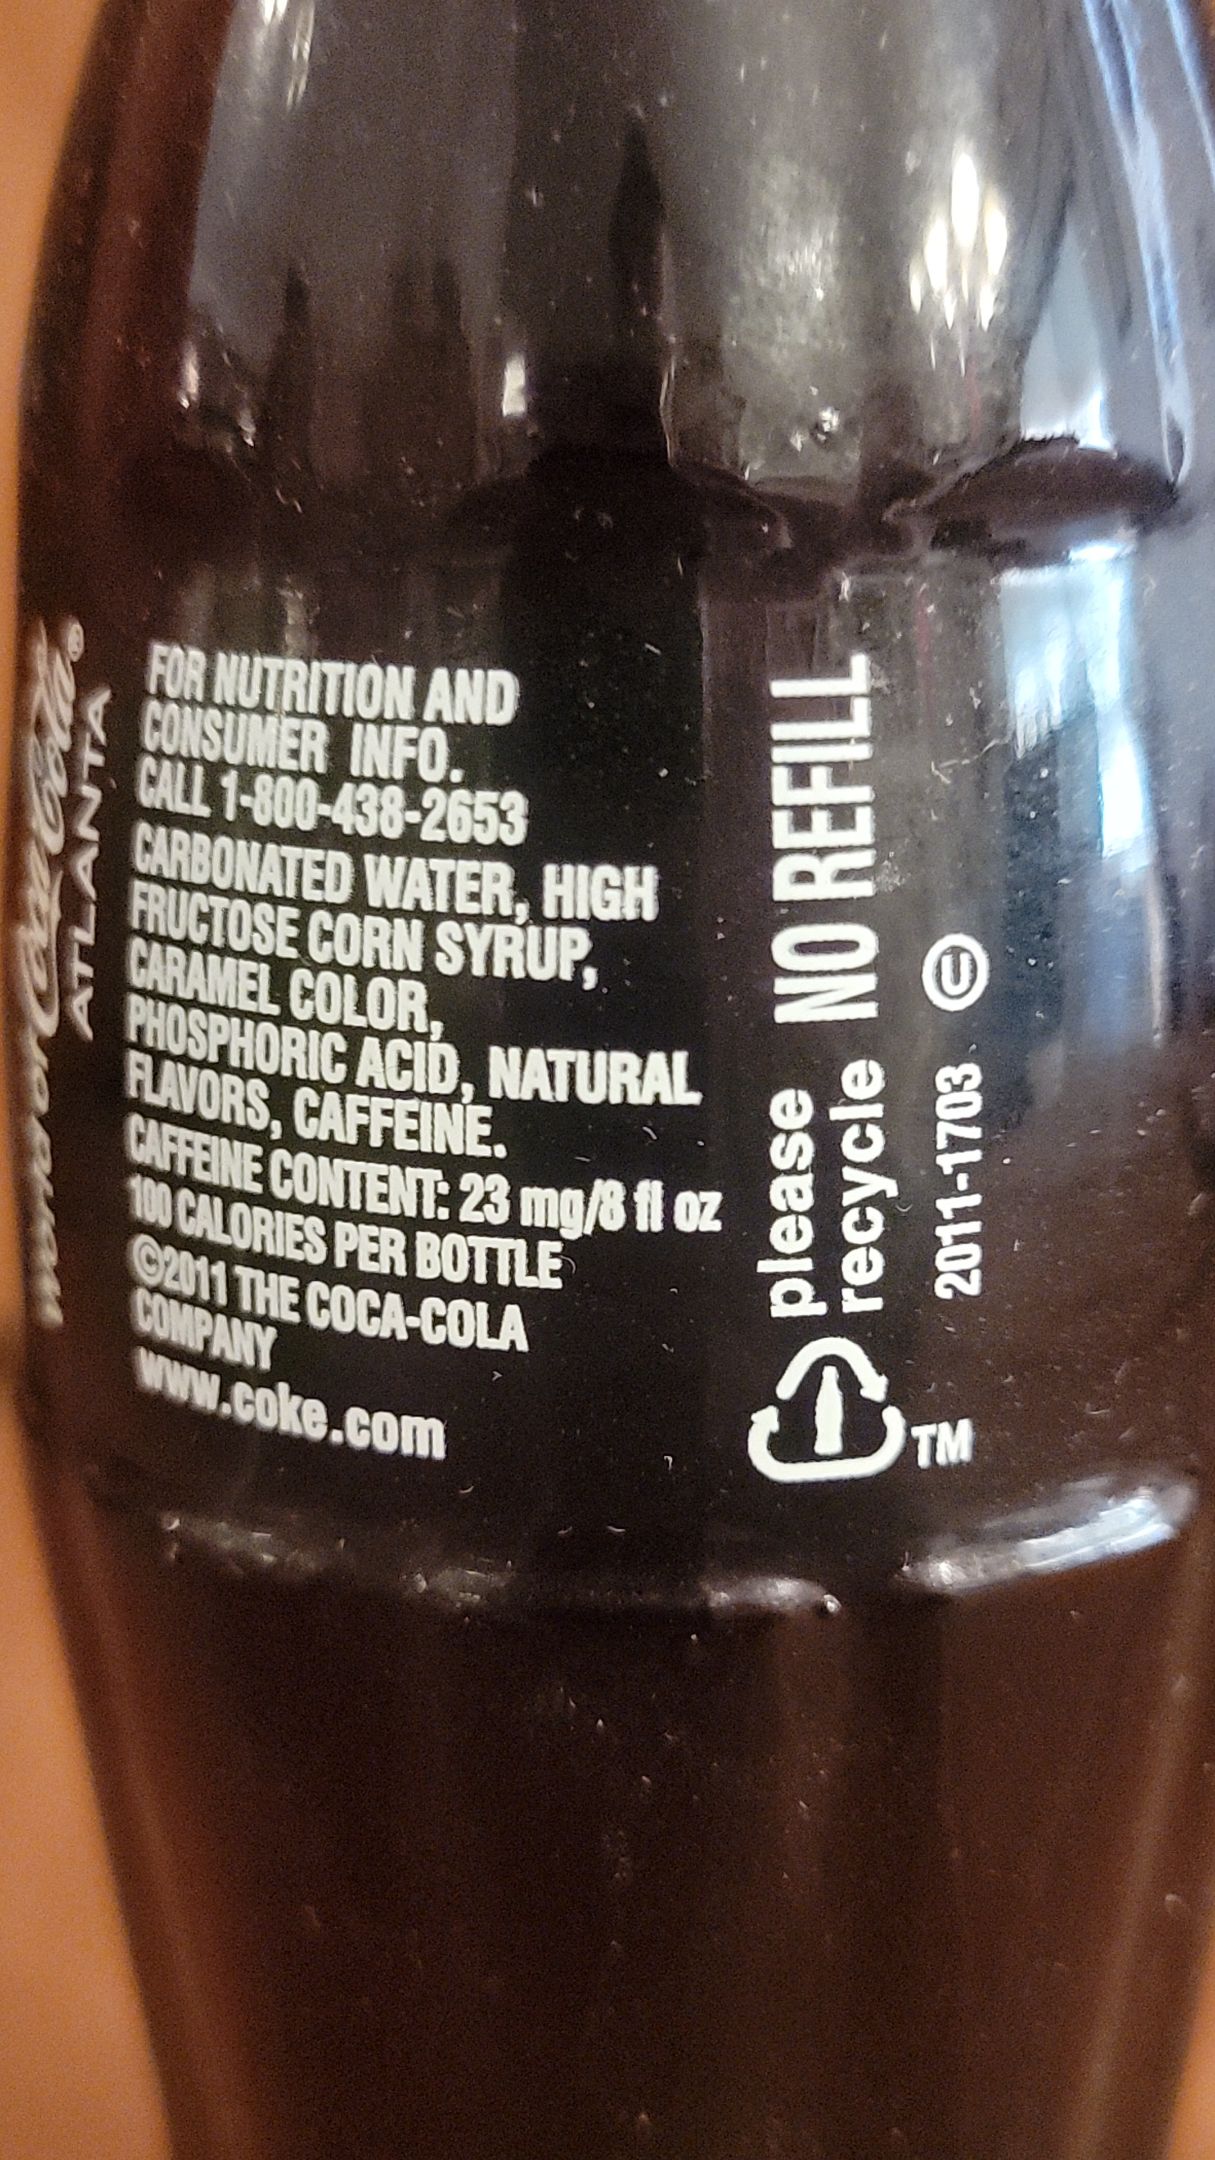 World of Coca-Cola®
ATLANTA
FOR NUTRITION AND
CONSUMER INFO.
CALL 1-800-438-2653
CARBONATED WATER, HIGH
FRUCTOSE CORN SYRUP,
CARAMEL COLOR,
PHOSPHORIC ACID, NATURAL
FLAVORS, CAFFEINE.
CAFFEINE CONTENT: 23 mg/8 fl oz
100 CALORIES PER BOTTLE
©2011 THE COCA-COLA
COMPANY
www.coke.com
NO REFILL
please
recycle
TM
2011-1703 Ⓤ